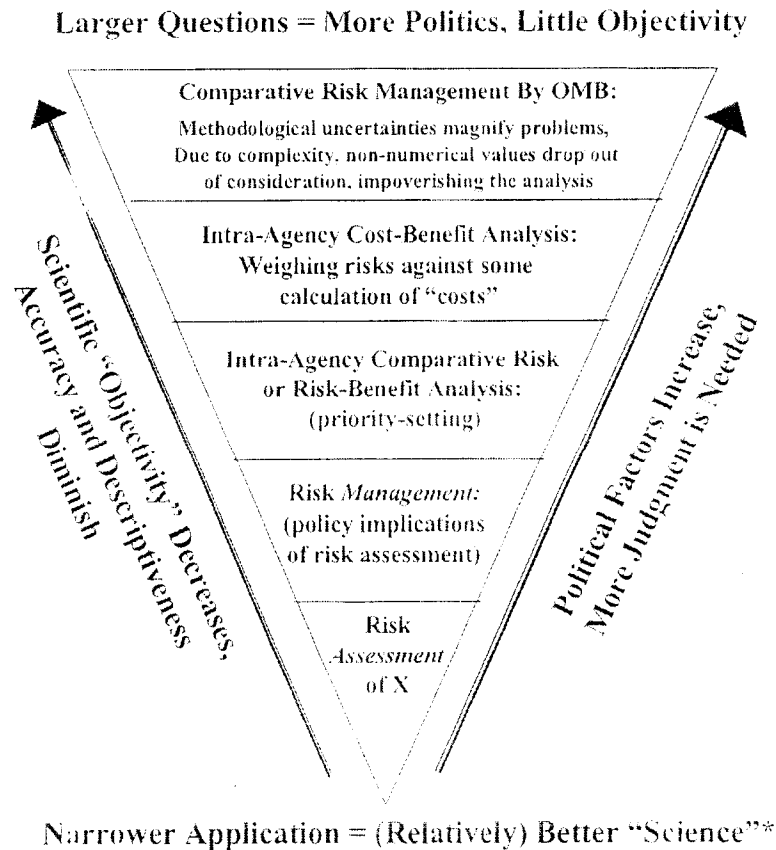 Larger Questions = More Politics, Little Objectivity
Comparative Risk Management By OMB:
Methodological uncertainties magnify problems,
Due to complexity, non-numerical values drop out
of consideration, impoverishing the analysis
Intra-Agency Cost-Benefit Analysis:
Weighing risks against some
calculation of "costs"
Intra-Agency Comparative Risk
or Risk-Benefit Analysis:
(priority-setting)
Risk Management:
(policy implications
of risk assessment)
Risk
Assessment
of X
Scientific "Objectivity" Decreases,
Accuracy and Descriptiveness
Diminish
Political Factors Increase,
More Judgment is Needed
Narrower Application = (Relatively) Better "Science"*